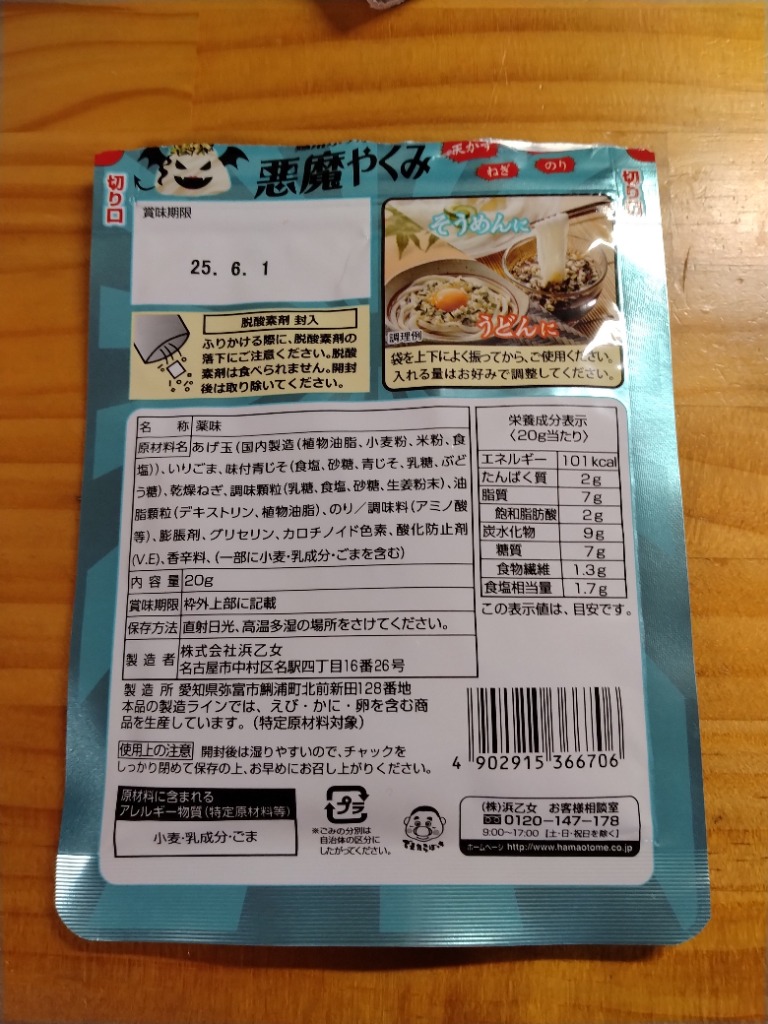 悪魔やくみ
ねぎ
のり
切り口
賞味期限
25. 6. 1
そうめんに
うどんに
調理例
脱酸素剤 封入
ふりかける際に、脱酸素剤の
落下にご注意ください。脱酸
素剤は食べられません。開封
後は取り除いてください。
袋を上下によく振ってから、ご使用ください。
入れる量はお好みで調整してください。
名 称 薬味
原材料名 あげ玉(国内製造(植物油脂、小麦粉、米粉、食
塩))、いりごま、味付青じそ(食塩、砂糖、青じそ、乳糖、ぶど
う糖)、乾燥ねぎ、調味顆粒(乳糖、食塩、砂糖、生姜粉末)、油
脂顆粒(デキストリン、植物油脂)、のり/調味料(アミノ酸
等)、膨脹剤、グリセリン、カロチノイド色素、酸化防止剤
(V.E)、香辛料、(一部に小麦・乳成分・ごまを含む)
内容量 20g
賞味期限 枠外上部に記載
保存方法 直射日光、高温多湿の場所をさけてください。
製造者 株式会社浜乙女
名古屋市中村区名駅四丁目16番26号
栄養成分表示
〈20g当たり〉
エネルギー 101kcal
たんぱく質 2g
脂質 7g
飽和脂肪酸 2g
炭水化物 9g
糖質 7g
食物繊維 1.3g
食塩相当量 1.7g
この表示値は、目安です。
製造所 愛知県弥富市鯏浦町北前新田128番地
本品の製造ラインでは、えび・かに・卵を含む商
品を生産しています。(特定原材料対象)
使用上の注意 開封後は湿りやすいので、チャックを
しっかり閉めて保存の上、お早めにお召し上がりください。
4 902915 366706
原材料に含まれる
アレルギー物質(特定原材料等)
小麦・乳成分・ごま
プラ
※ごみの分別は
自治体の区分に
したがってください。
(株)浜乙女 お客様相談室
0120-147-178
9:00〜17:00 [土・日・祝日を除く]
ホームページ http://www.hamaotome.co.jp